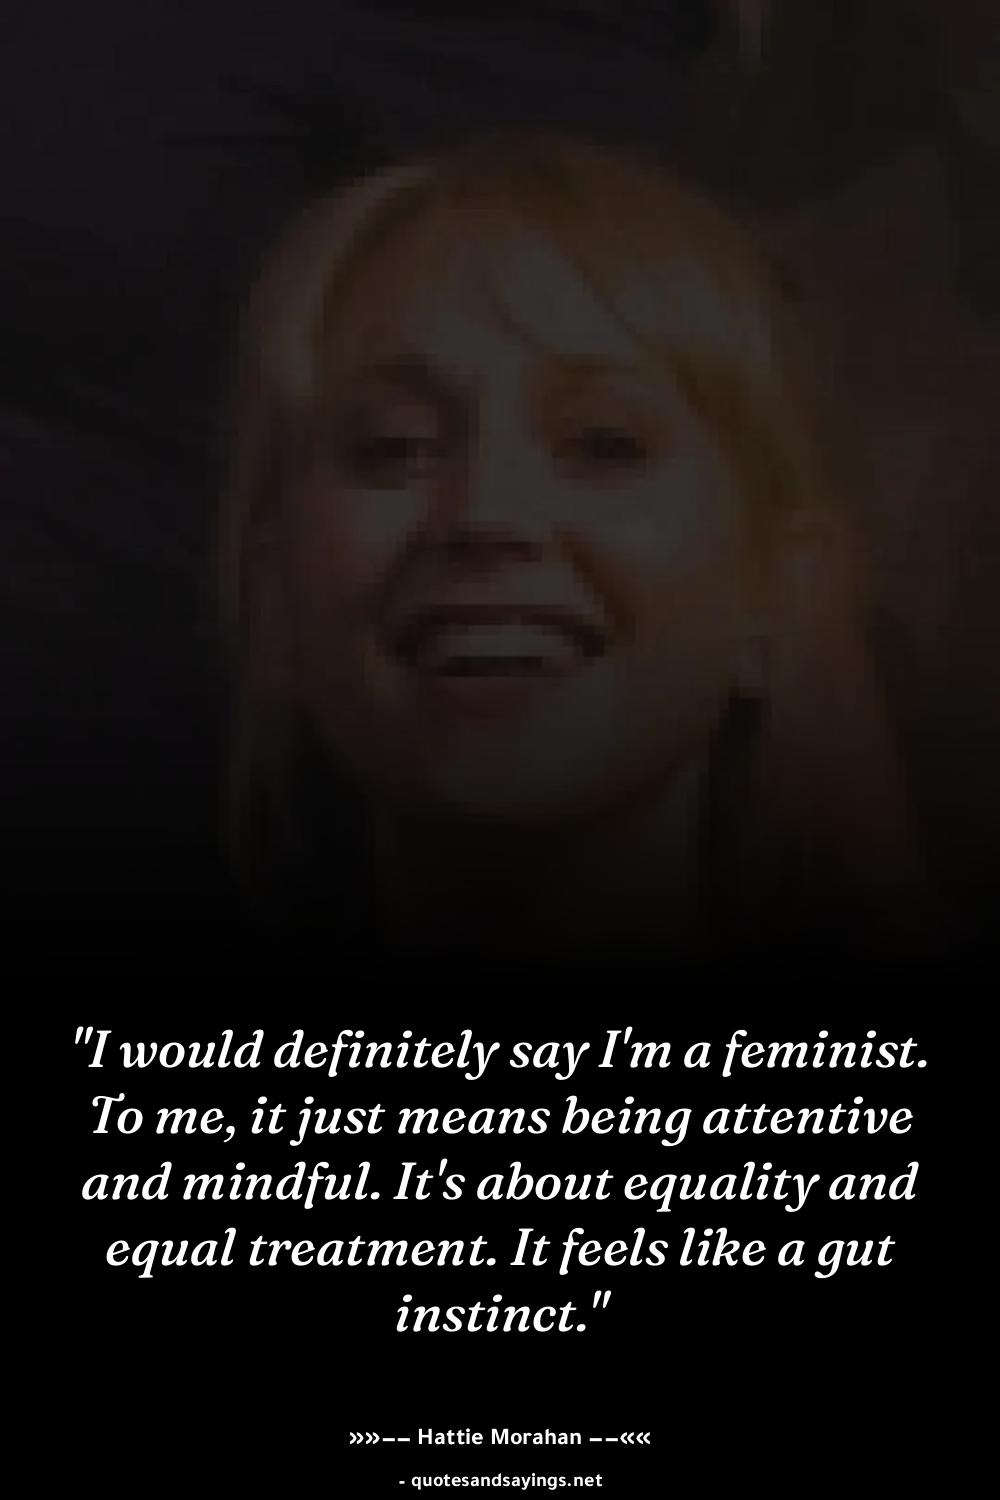 "I would definitely say I'm a feminist.
To me, it just means being attentive
and mindful. It's about equality and
equal treatment. It feels like a gut
instinct."
»»−− Hattie Morahan −−««
- quotesandsayings.net